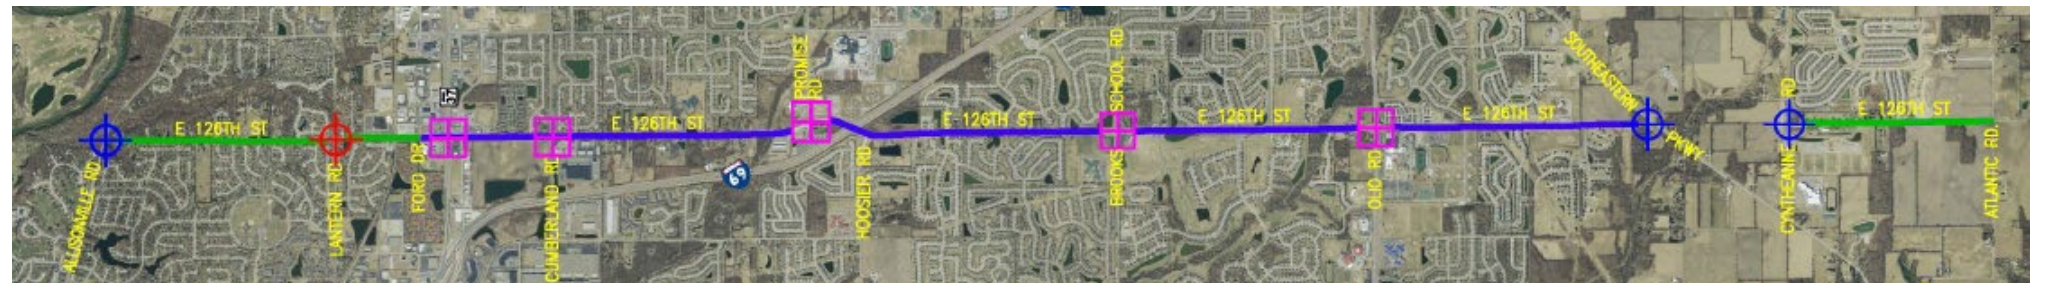 ALLISONVILLE RD
E 126TH ST
LANTERN RD
FORD DR
37
CUMBERLAND RD
E 126TH ST
69
PROMISE
RD
HOOSIER RD
E 126TH ST
BROOKS SCHOOL RD
E 126TH ST
OLIO RD
E 126TH ST
SOUTHEASTERN PKWY
CYNTHEANNE RD
E 126TH ST
ATLANTIC RD.